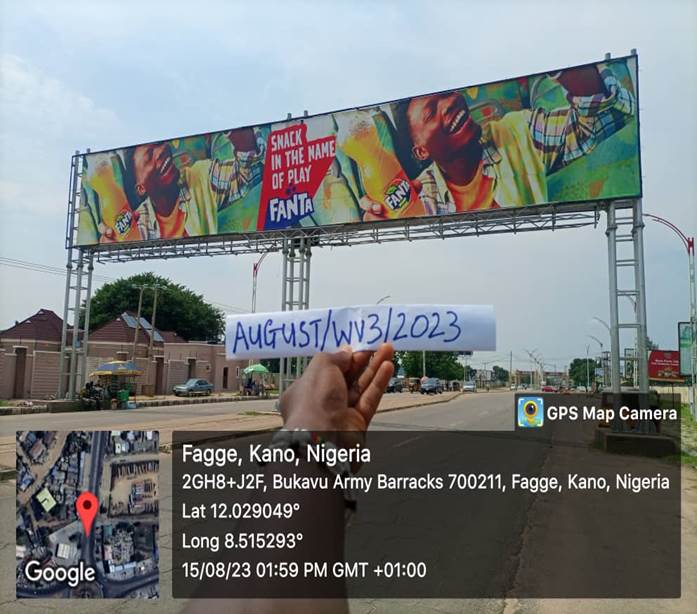 SNACK
IN THE NAME
OF PLAY
FANTA
FANTA
FANTA
AUGUST/WV3/2023
GPS Map Camera
Fagge, Kano, Nigeria
2GH8+J2F, Bukavu Army Barracks 700211, Fagge, Kano, Nigeria
Lat 12.029049°
Long 8.515293°
15/08/23 01:59 PM GMT +01:00
Google